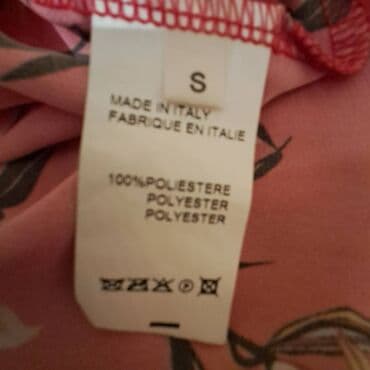 S
MADE IN ITALY
FABRIQUE EN ITALIE
100%POLIESTERE
POLYESTER
POLYESTER